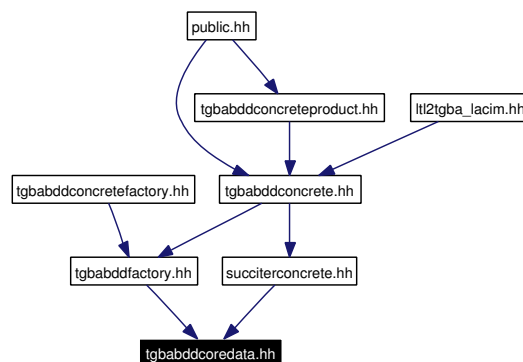 public.hh
tgbabddconcreteproduct.hh
ltl2tgba_lacim.hh
tgbabddconcretefactory.hh
tgbabddconcrete.hh
tgbabddfactory.hh
succiterconcrete.hh
tgbabddcoredata.hh